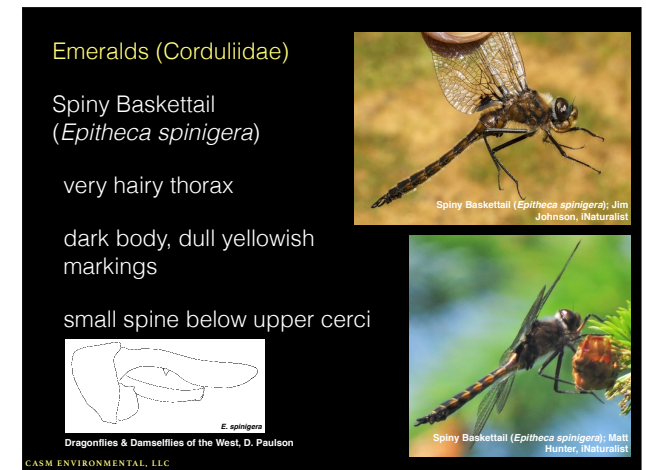 Emeralds (Corduliidae)
Spiny Baskettail
(Epitheca spinigera)
very hairy thorax
dark body, dull yellowish
markings
small spine below upper cerci
E. spinigera
Dragonflies & Damselflies of the West, D. Paulson
Spiny Baskettail (Epitheca spinigera); Jim
Johnson, iNaturalist
Spiny Baskettail (Epitheca spinigera); Matt
Hunter, iNaturalist
CASM ENVIRONMENTAL, LLC